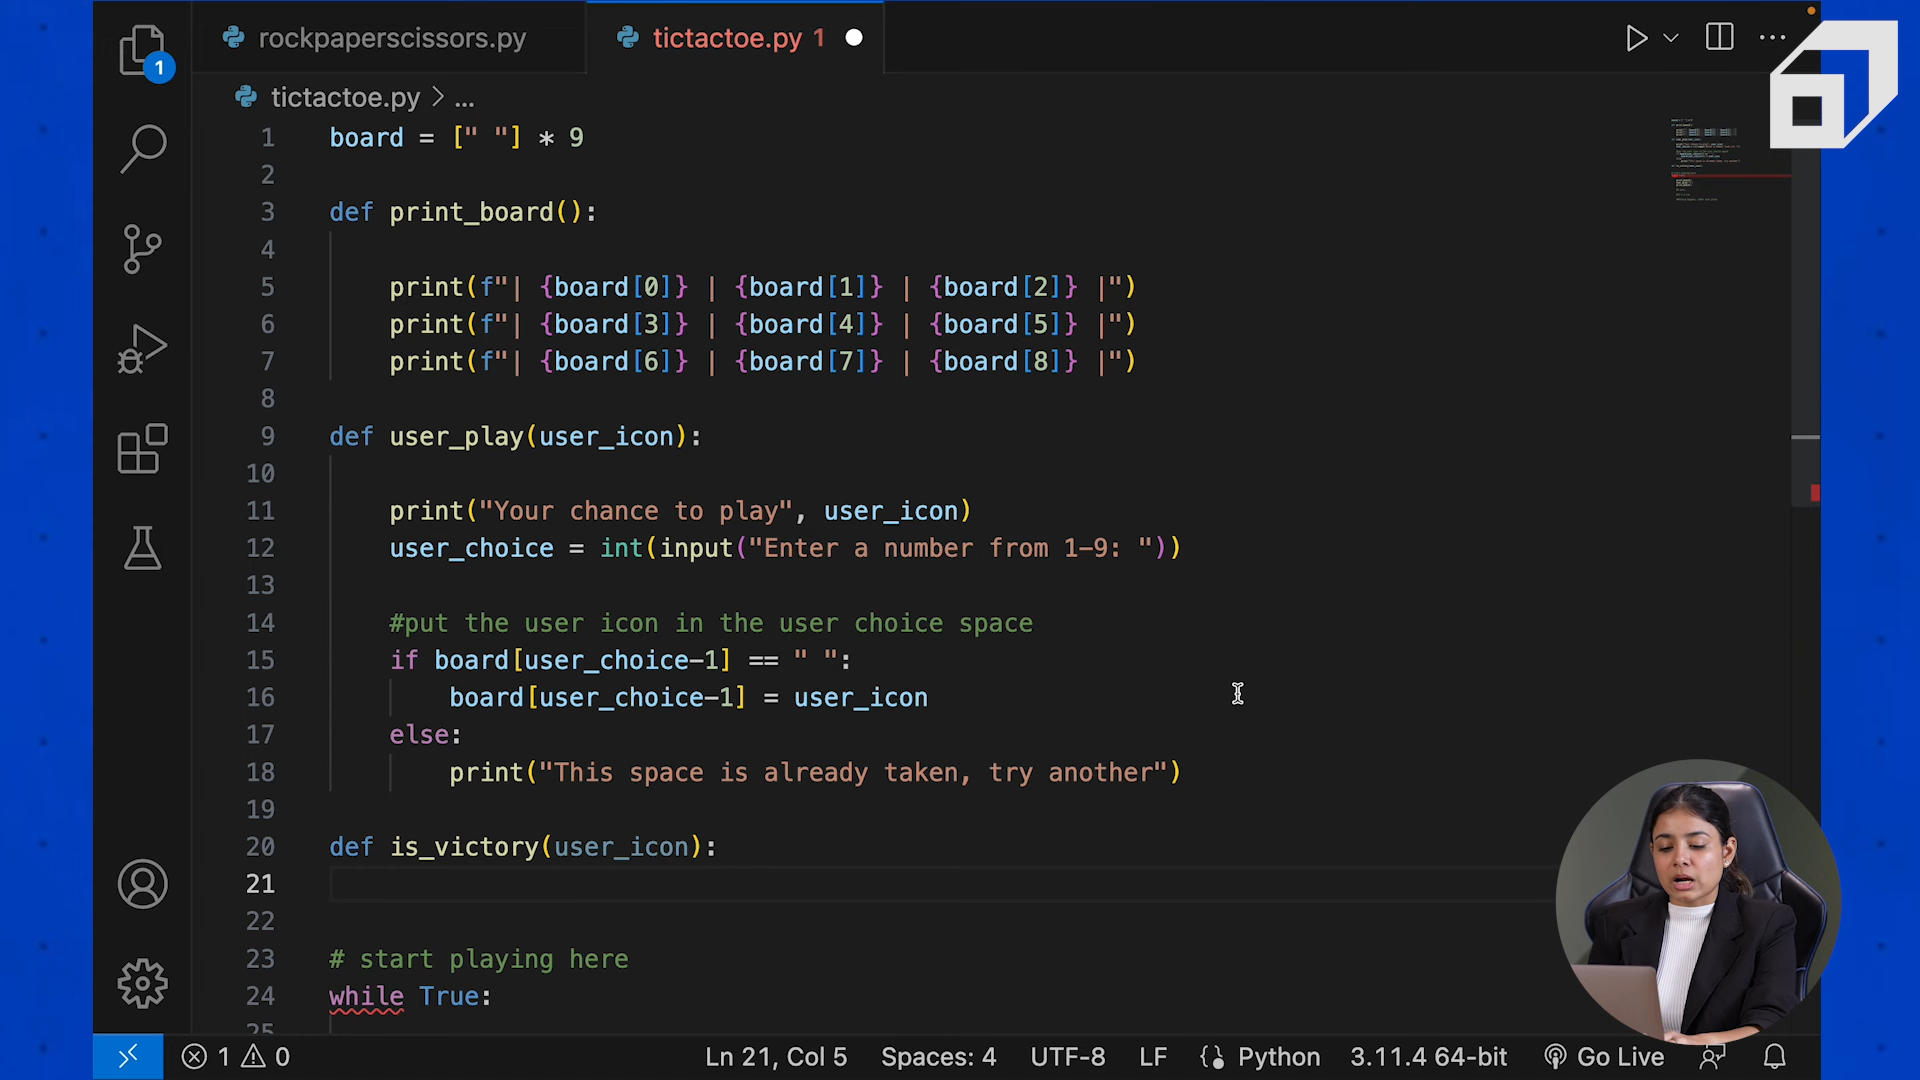 rockpaperscissors.py
tictactoe.py 1
1
tictactoe.py > ...
1 board = [" "] * 9
2
3 def print_board():
4
5 print(f"| {board[0]} | {board[1]} | {board[2]} |")
6 print(f"| {board[3]} | {board[4]} | {board[5]} |")
7 print(f"| {board[6]} | {board[7]} | {board[8]} |")
8
9 def user_play(user_icon):
10
11 print("Your chance to play", user_icon)
12 user_choice = int(input("Enter a number from 1-9: "))
13
14 #put the user icon in the user choice space
15 if board[user_choice-1] == " ":
16 board[user_choice-1] = user_icon
17 else:
18 print("This space is already taken, try another")
19
20 def is_victory(user_icon):
21
22
23 # start playing here
24 while True:
25
1 0 Ln 21, Col 5 Spaces: 4 UTF-8 LF Python 3.11.4 64-bit Go Live